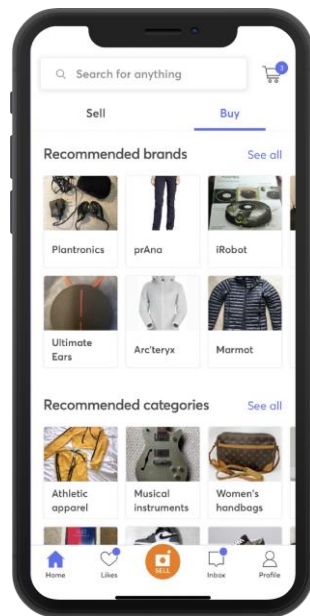 Search for anything
3
Sell
Buy
Recommended brands
See all
Plantronics
prAna
iRobot
Ultimate
Ears
Arc'teryx
Marmot
Recommended categories
See all
Athletic
apparel
Musical
instruments
Women's
handbags
Home
Likes
SELL
Inbox
Profile